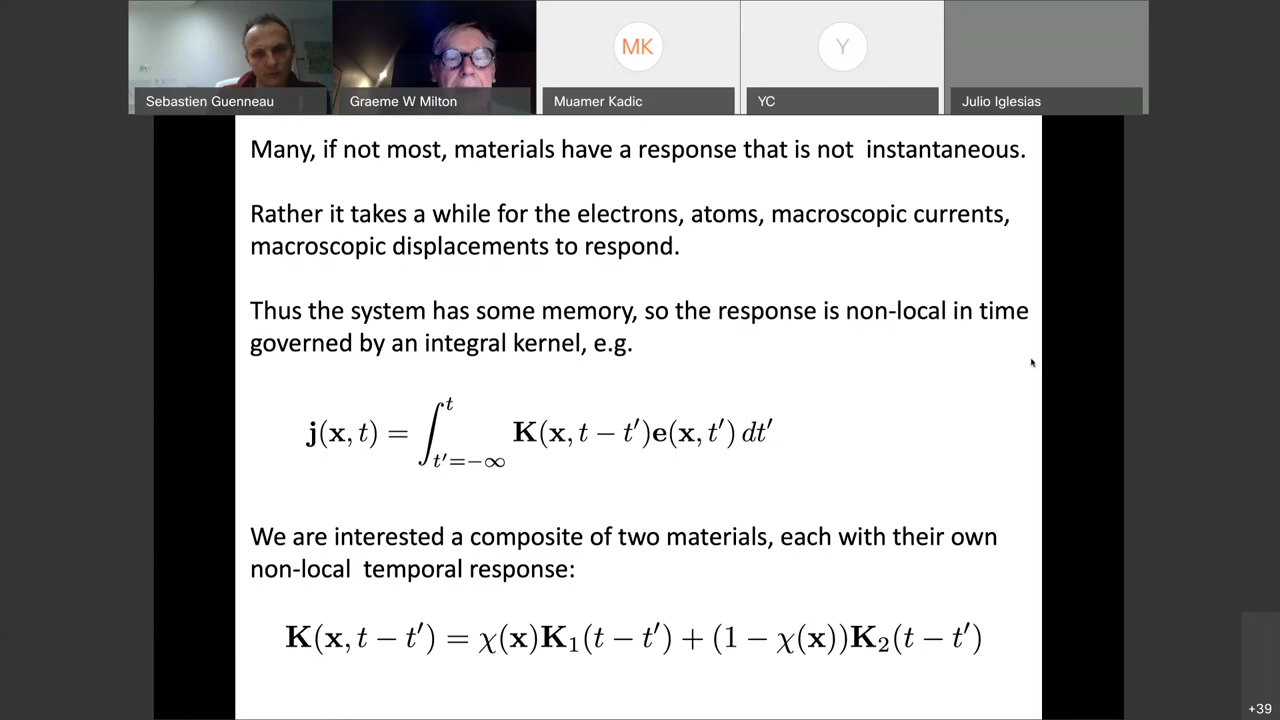 MK
Y
Sebastien Guenneau
Graeme W Milton
Muamer Kadic
YC
Julio Iglesias
Many, if not most, materials have a response that is not instantaneous.
Rather it takes a while for the electrons, atoms, macroscopic currents,
macroscopic displacements to respond.
Thus the system has some memory, so the response is non-local in time
governed by an integral kernel, e.g.
j(x, t) = ∫_{t′=−∞}^{t} K(x, t − t′)e(x, t′) dt′
We are interested a composite of two materials, each with their own
non-local temporal response:
K(x, t − t′) = χ(x)K₁(t − t′) + (1 − χ(x))K₂(t − t′)
+39